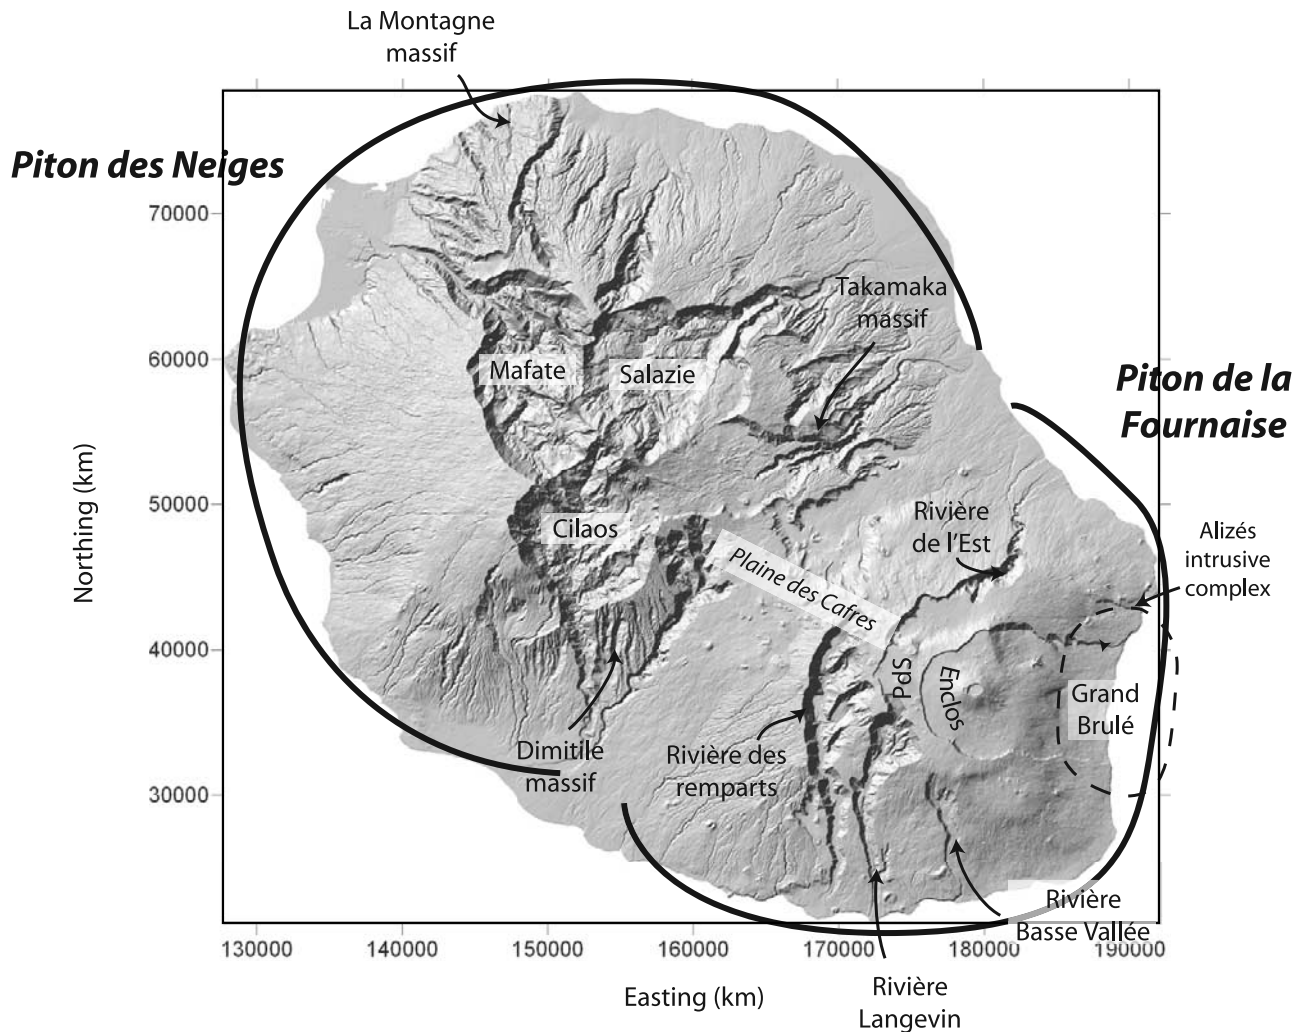 La Montagne
massif
Piton des Neiges
70000
Takamaka
massif
60000
Mafate
Salazie
Piton de la
Fournaise
Northing (km)
50000
Cilaos
Rivière
de l'Est
Alizés
intrusive
complex
Plaine des Cafres
40000
PdS
Enclos
Grand
Brulé
Dimitile
massif
Rivière des
remparts
30000
Rivière
Basse Vallée
130000
140000
150000
160000
170000
180000
190000
Easting (km)
Rivière
Langevin